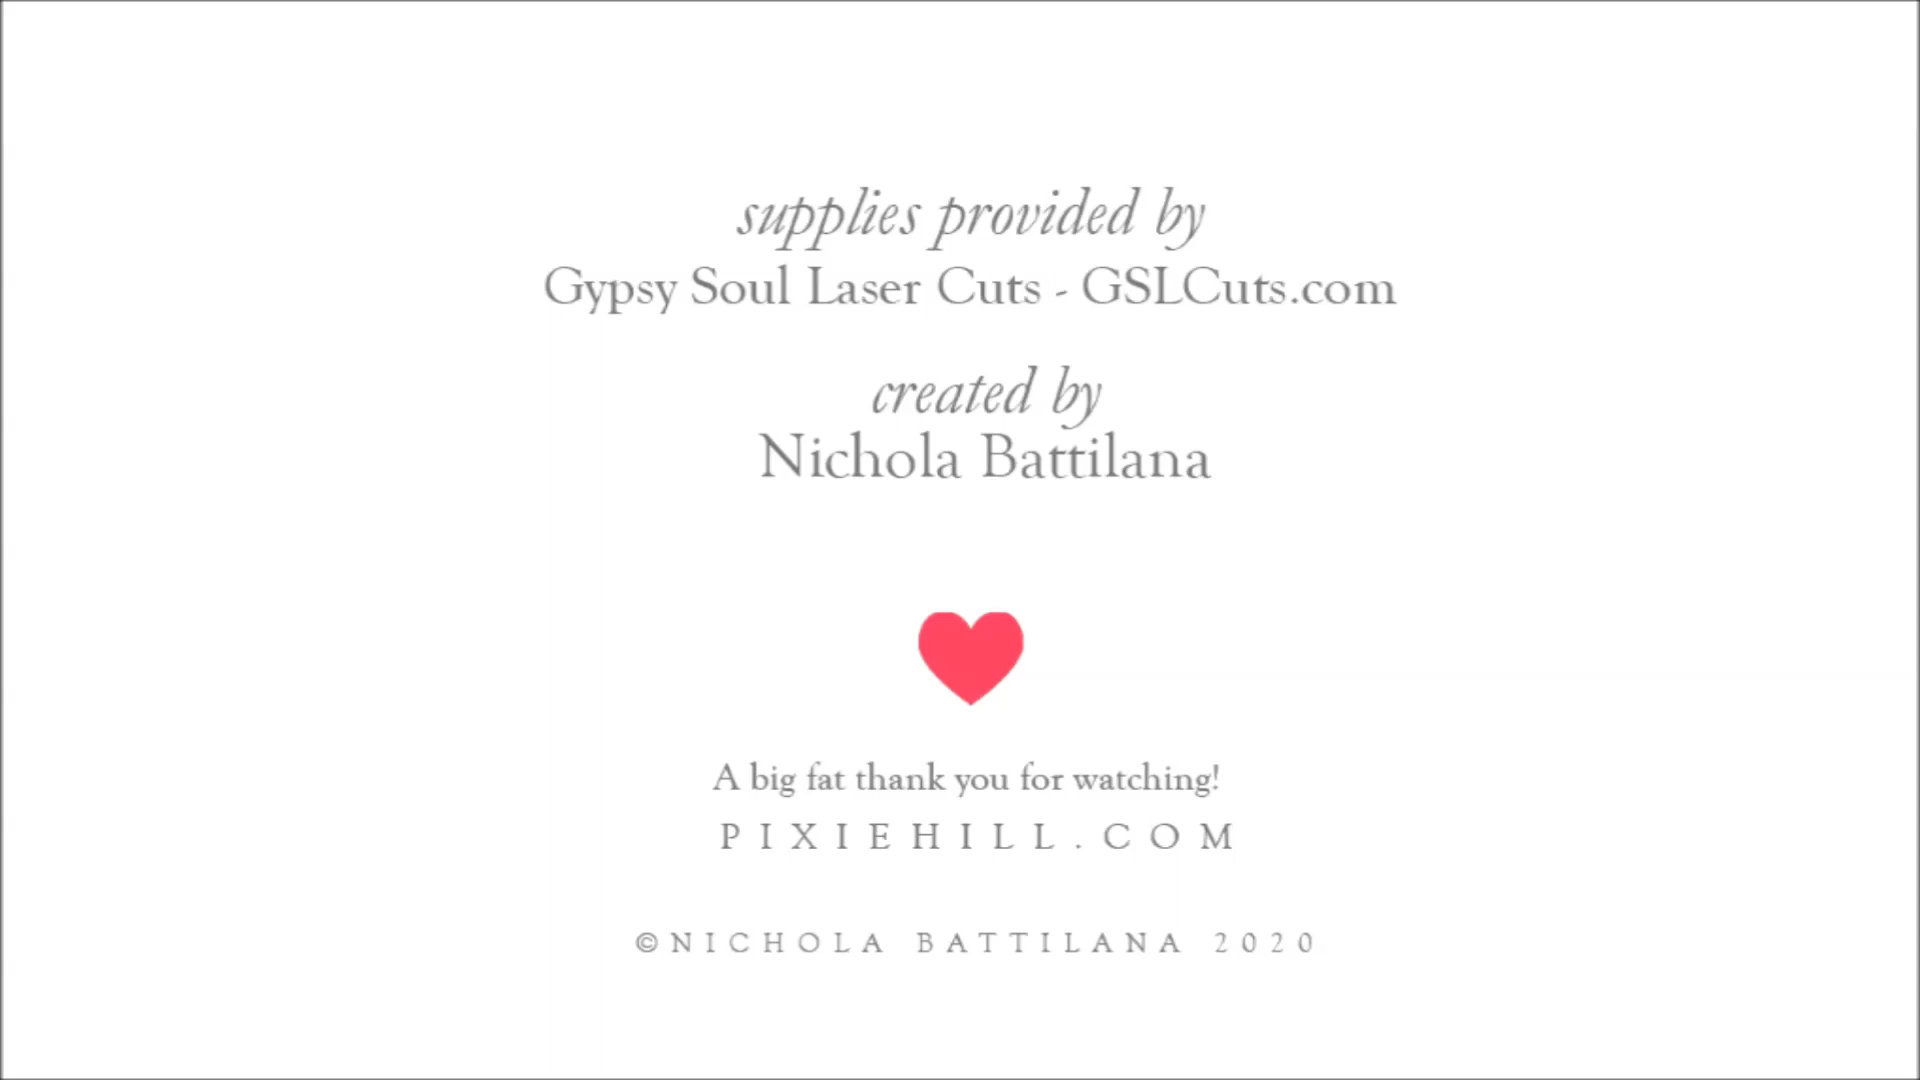 supplies provided by
Gypsy Soul Laser Cuts - GSLCuts.com
created by
Nichola Battilana
A big fat thank you for watching!
PIXIEHILL.COM
©NICHOLA BATTILANA 2020